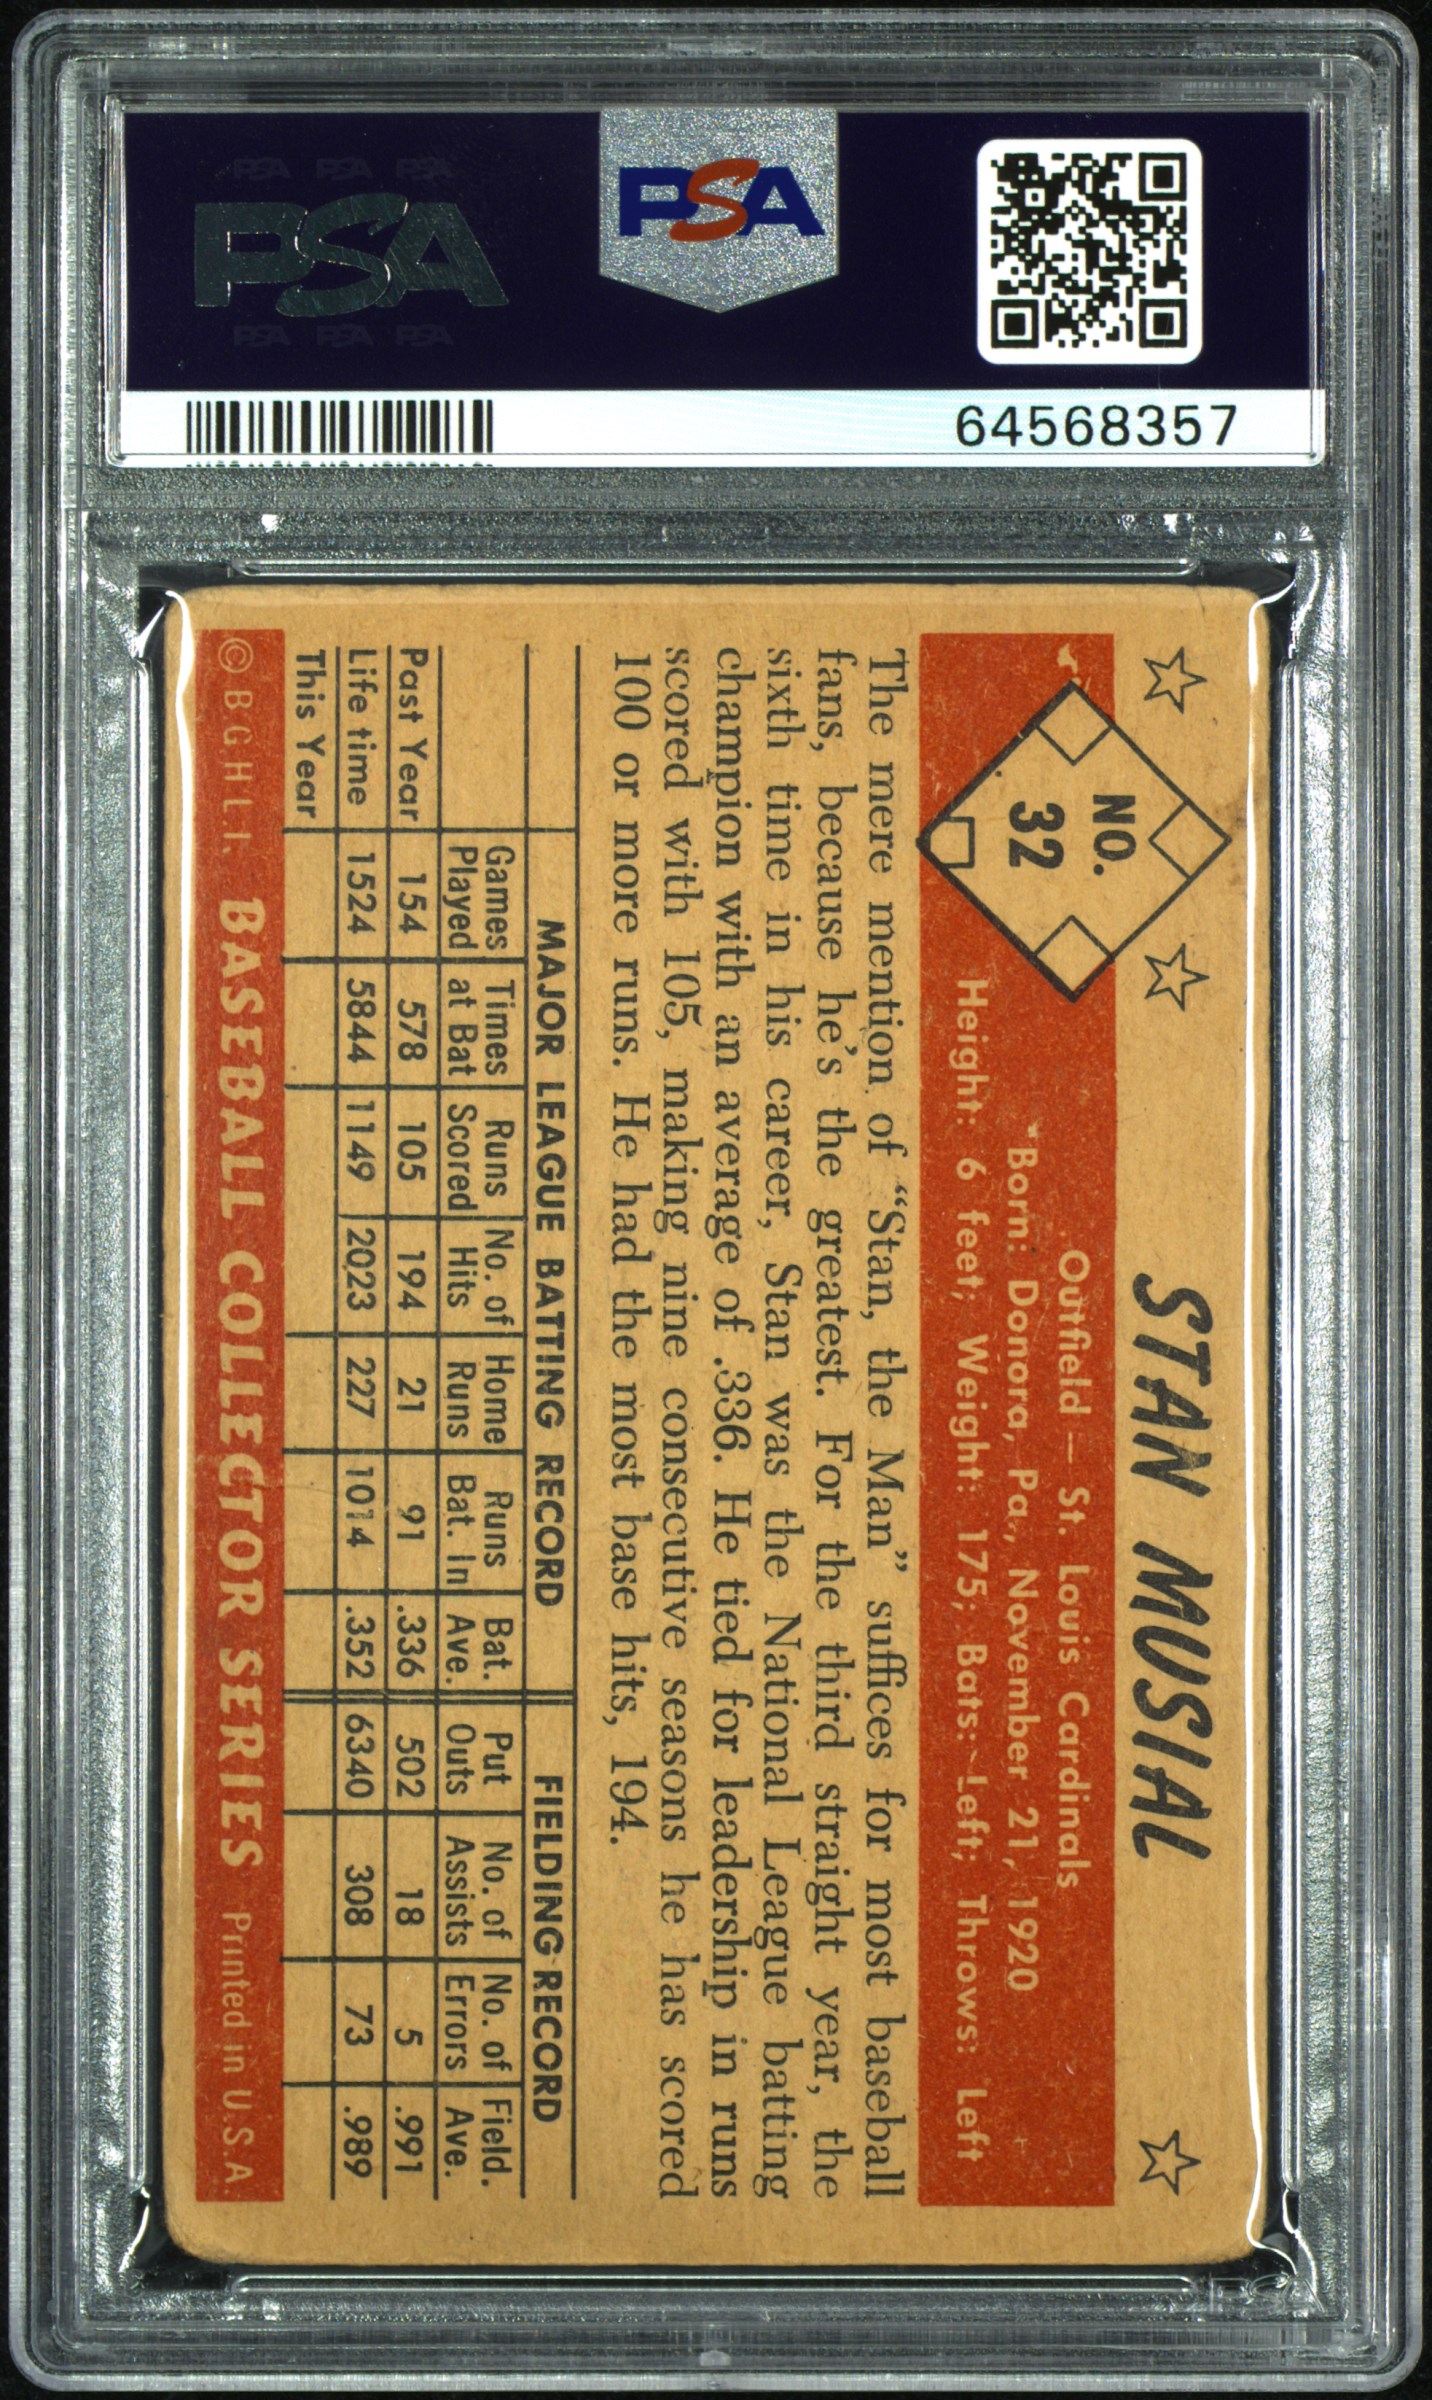 PSA PSA PSA
PSA
PSA PSA PSA
PSA
64568357
STAN MUSIAL
NO.
32
Outfield — St. Louis Cardinals
Born: Donora, Pa., November 21, 1920
Height: 6 feet; Weight: 175; Bats: Left; Throws: Left
The mere mention of “Stan, the Man” suffices for most baseball
fans, because he's the greatest. For the third straight year, the
sixth time in his career, Stan was the National League batting
champion with an average of .336. He tied for leadership in runs
scored with 105, making nine consecutive seasons he has scored
100 or more runs. He had the most base hits, 194.
MAJOR LEAGUE BATTING RECORD FIELDING RECORD
Games Played Times at Bat Runs Scored No. of Hits Home Runs Runs Bat. In Bat. Ave. Put Outs No. of Assists No. of Errors Field. Ave.
Past Year 154 578 105 194 21 91 .336 502 18 5 .991
Life time 1524 5844 1149 2023 227 1014 .352 6340 308 73 .989
This Year
© B.G.H.L.I. BASEBALL COLLECTOR SERIES Printed in U.S.A.
PSA